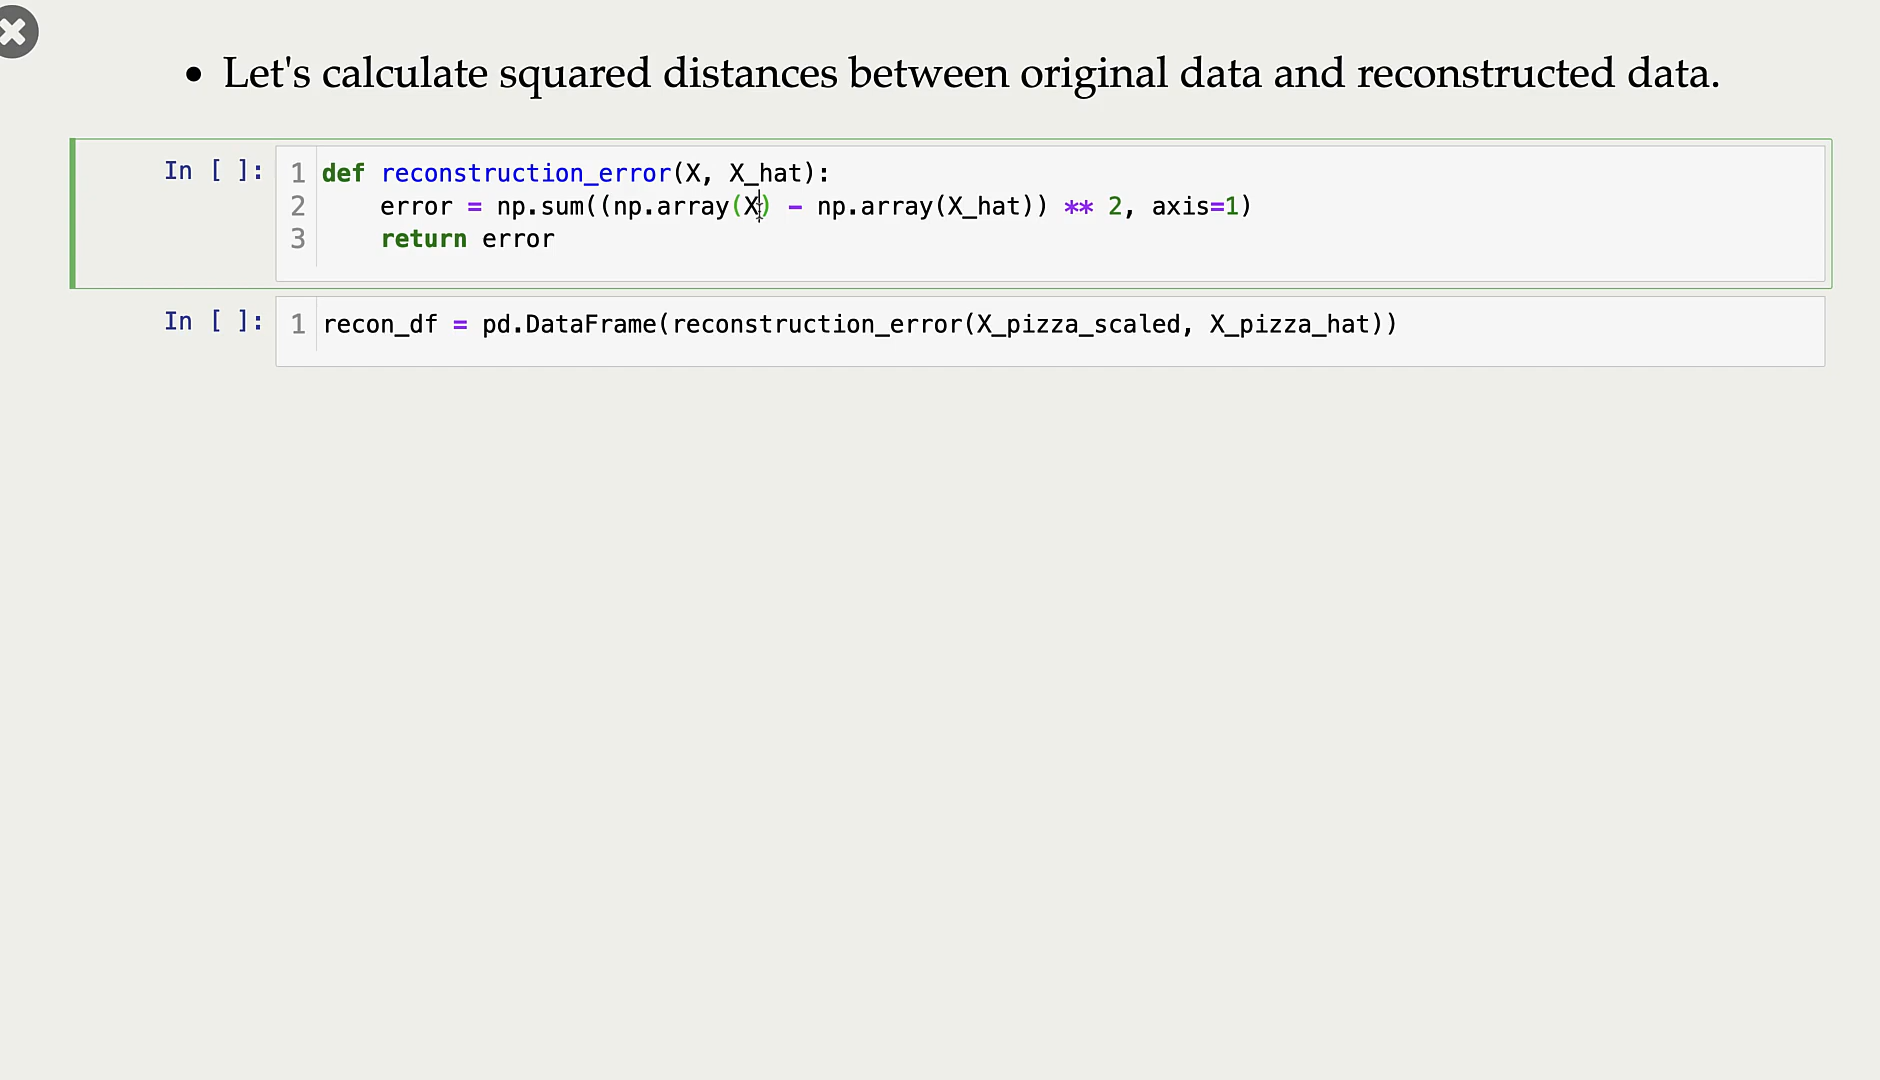 • Let's calculate squared distances between original data and reconstructed data.
In [ ]:
1 def reconstruction_error(X, X_hat):
2     error = np.sum((np.array(X) - np.array(X_hat)) ** 2, axis=1)
3     return error
In [ ]:
1 recon_df = pd.DataFrame(reconstruction_error(X_pizza_scaled, X_pizza_hat))